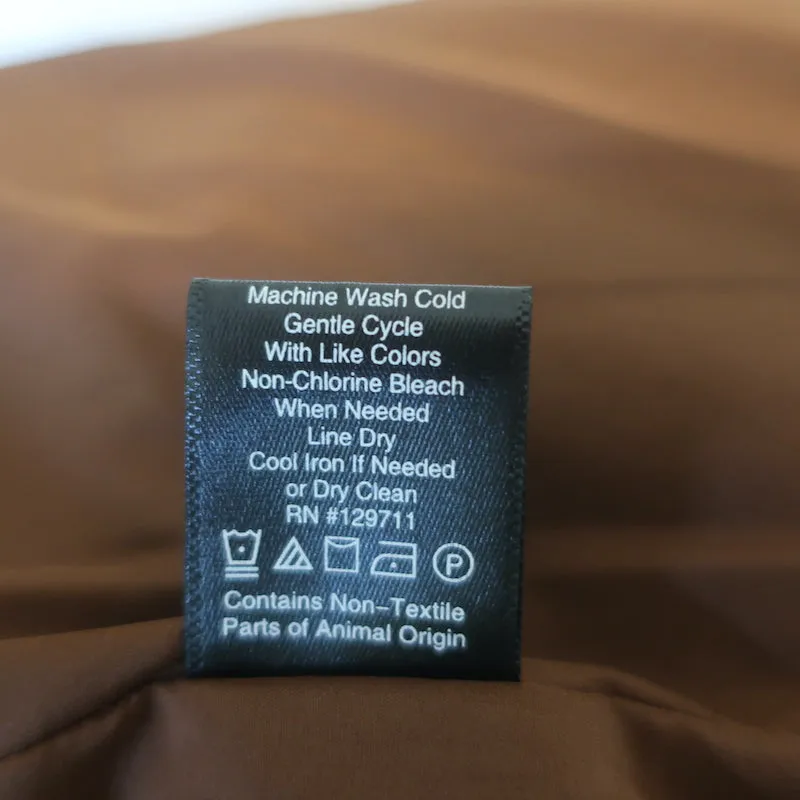 Machine Wash Cold
Gentle Cycle
With Like Colors
Non-Chlorine Bleach
When Needed
Line Dry
Cool Iron If Needed
or Dry Clean
RN #129711
P
Contains Non-Textile
Parts of Animal Origin